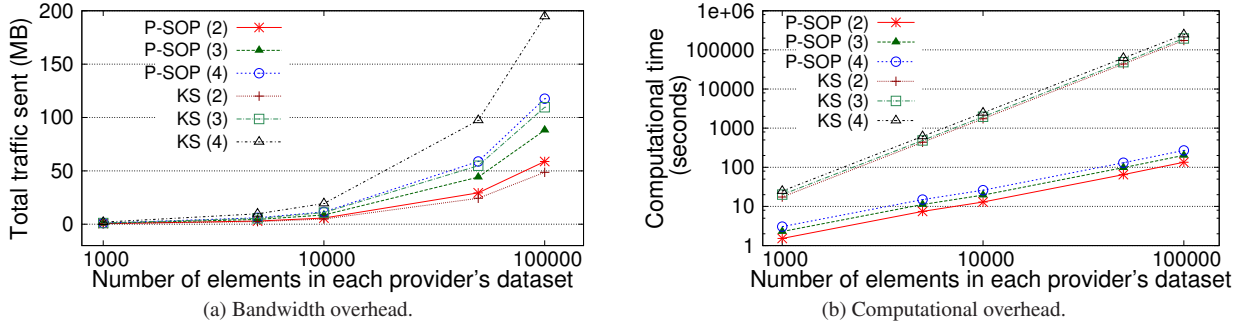 Total traffic sent (MB)
200
150
100
50
0
P-SOP (2)
P-SOP (3)
P-SOP (4)
KS (2)
KS (3)
KS (4)
1000
10000
100000
Number of elements in each provider's dataset
(a) Bandwidth overhead.
Computational time
(seconds)
1e+06
100000
10000
1000
100
10
1
P-SOP (2)
P-SOP (3)
P-SOP (4)
KS (2)
KS (3)
KS (4)
1000
10000
100000
Number of elements in each provider's dataset
(b) Computational overhead.